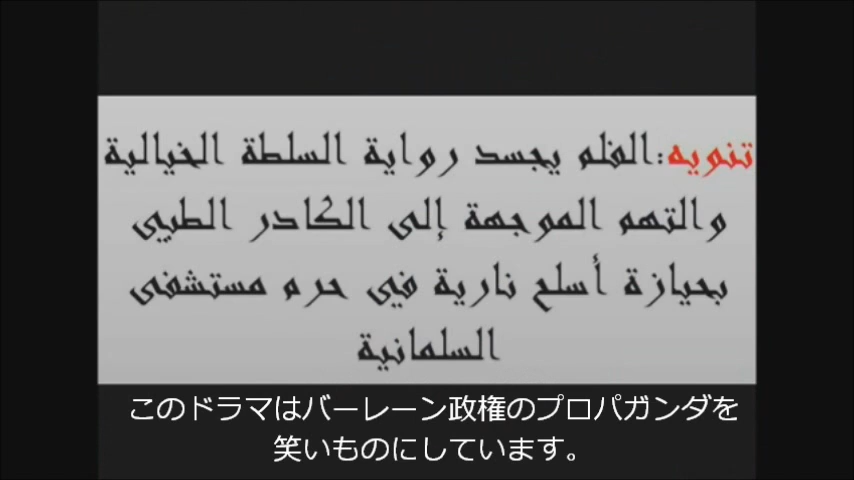 تنويه:الفلم يجسد رواية السلطة الخيالية
والتهم الموجهة إلى الكادر الطبي
بحيازة أسلح نارية في حرم مستشفى
السلمانية
このドラマはバーレーン政権のプロパガンダを
笑いものにしています。